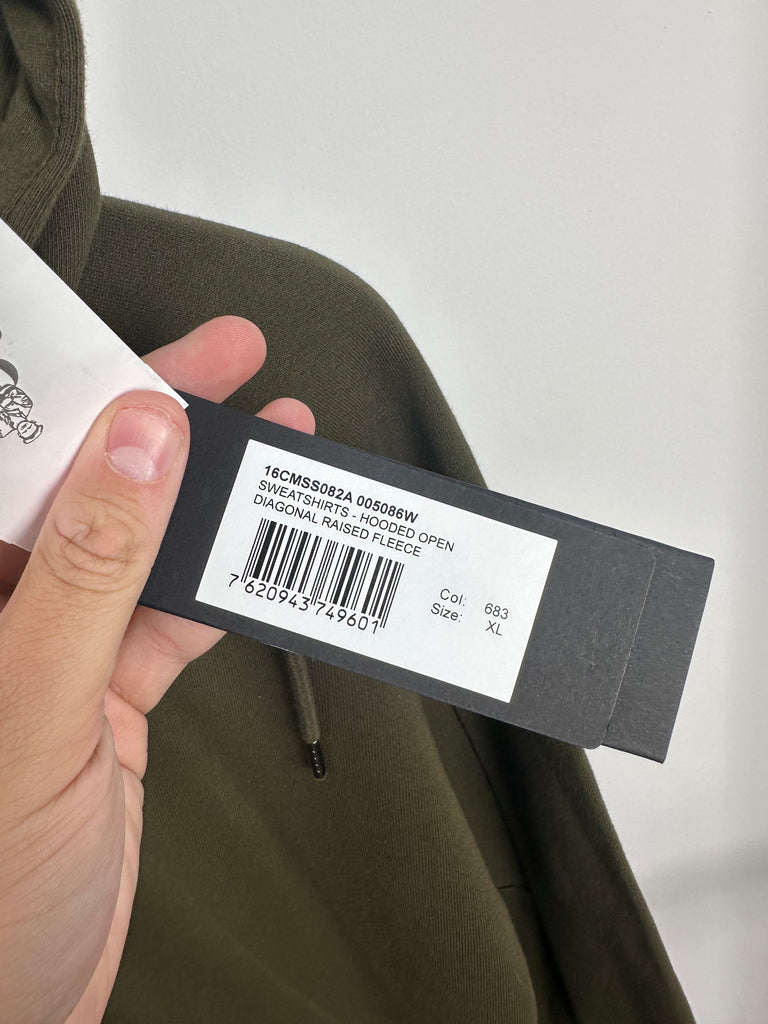 16CMSS082A 005086W
SWEATSHIRTS - HOODED OPEN
DIAGONAL RAISED FLEECE
7 620943 749601
Col: 683
Size: XL